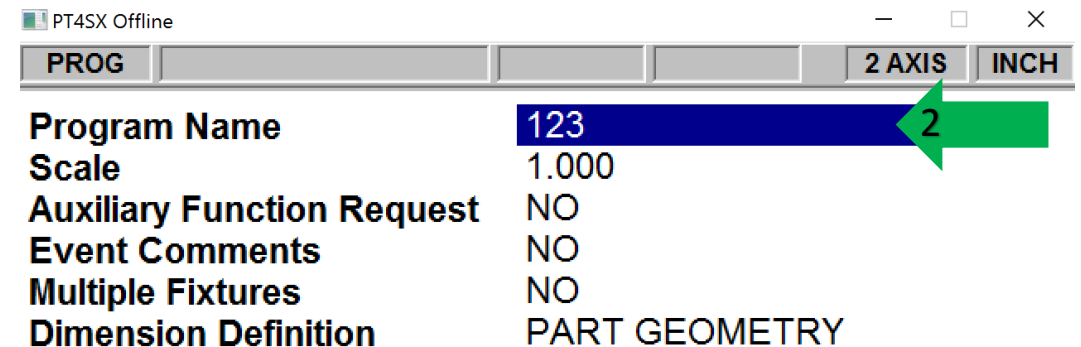 PT4SX Offline
PROG 2 AXIS INCH
Program Name 123 2
Scale 1.000
Auxiliary Function Request NO
Event Comments NO
Multiple Fixtures NO
Dimension Definition PART GEOMETRY